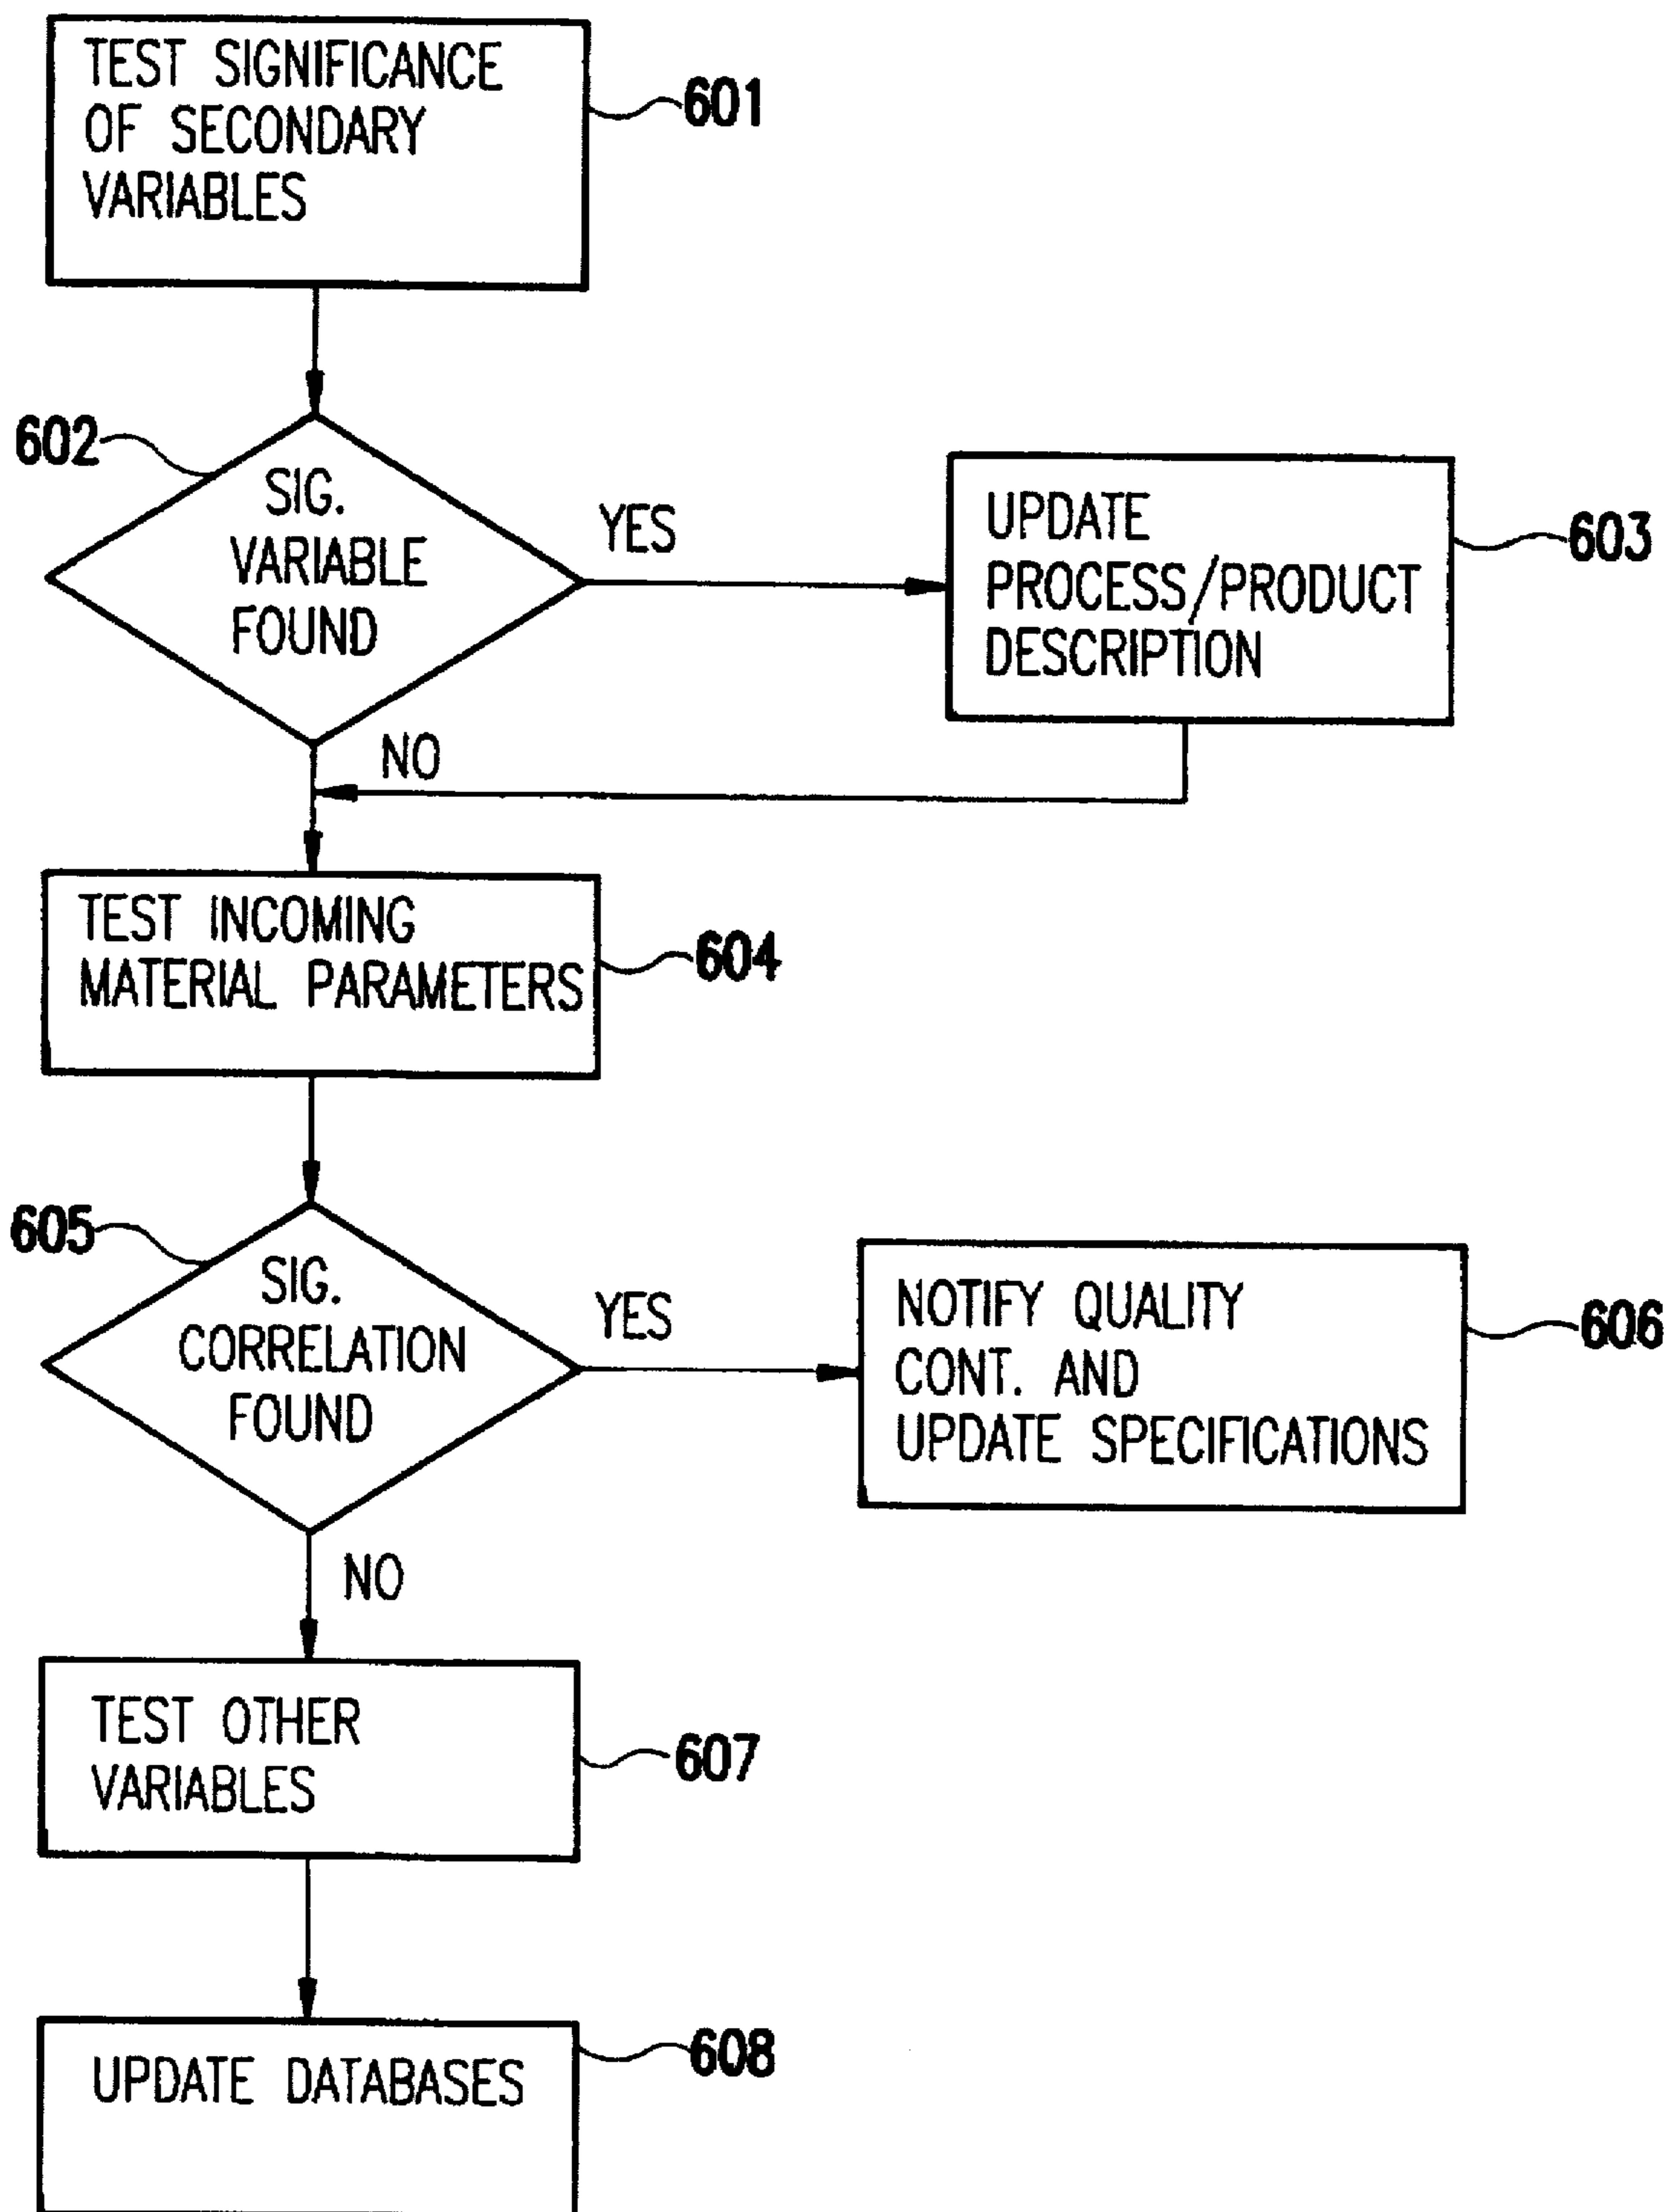 TEST SIGNIFICANCE
OF SECONDARY
VARIABLES
601
602
SIG.
VARIABLE
FOUND
YES
UPDATE
PROCESS/PRODUCT
DESCRIPTION
603
NO
TEST INCOMING
MATERIAL PARAMETERS
604
605
SIG.
CORRELATION
FOUND
YES
NOTIFY QUALITY
CONT. AND
UPDATE SPECIFICATIONS
606
NO
TEST OTHER
VARIABLES
607
UPDATE DATABASES
608